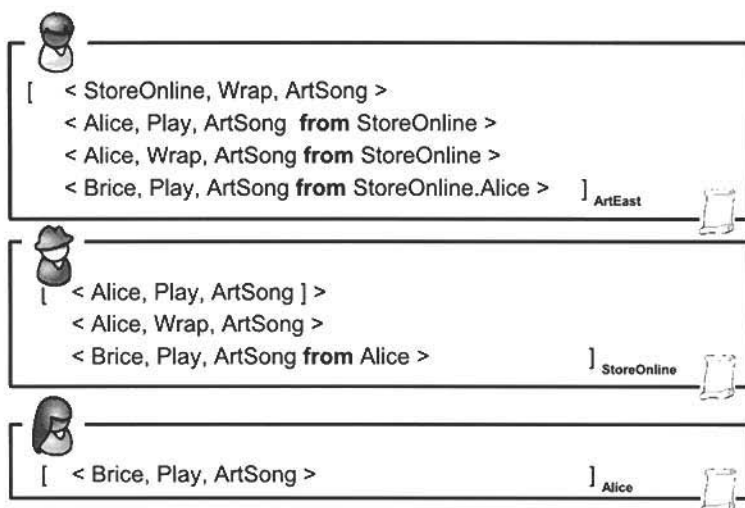 [ < StoreOnline, Wrap, ArtSong >
< Alice, Play, ArtSong from StoreOnline >
< Alice, Wrap, ArtSong from StoreOnline >
< Brice, Play, ArtSong from StoreOnline.Alice > ] ArtEast
[ < Alice, Play, ArtSong ] >
< Alice, Wrap, ArtSong >
< Brice, Play, ArtSong from Alice > ] StoreOnline
[ < Brice, Play, ArtSong > ] Alice